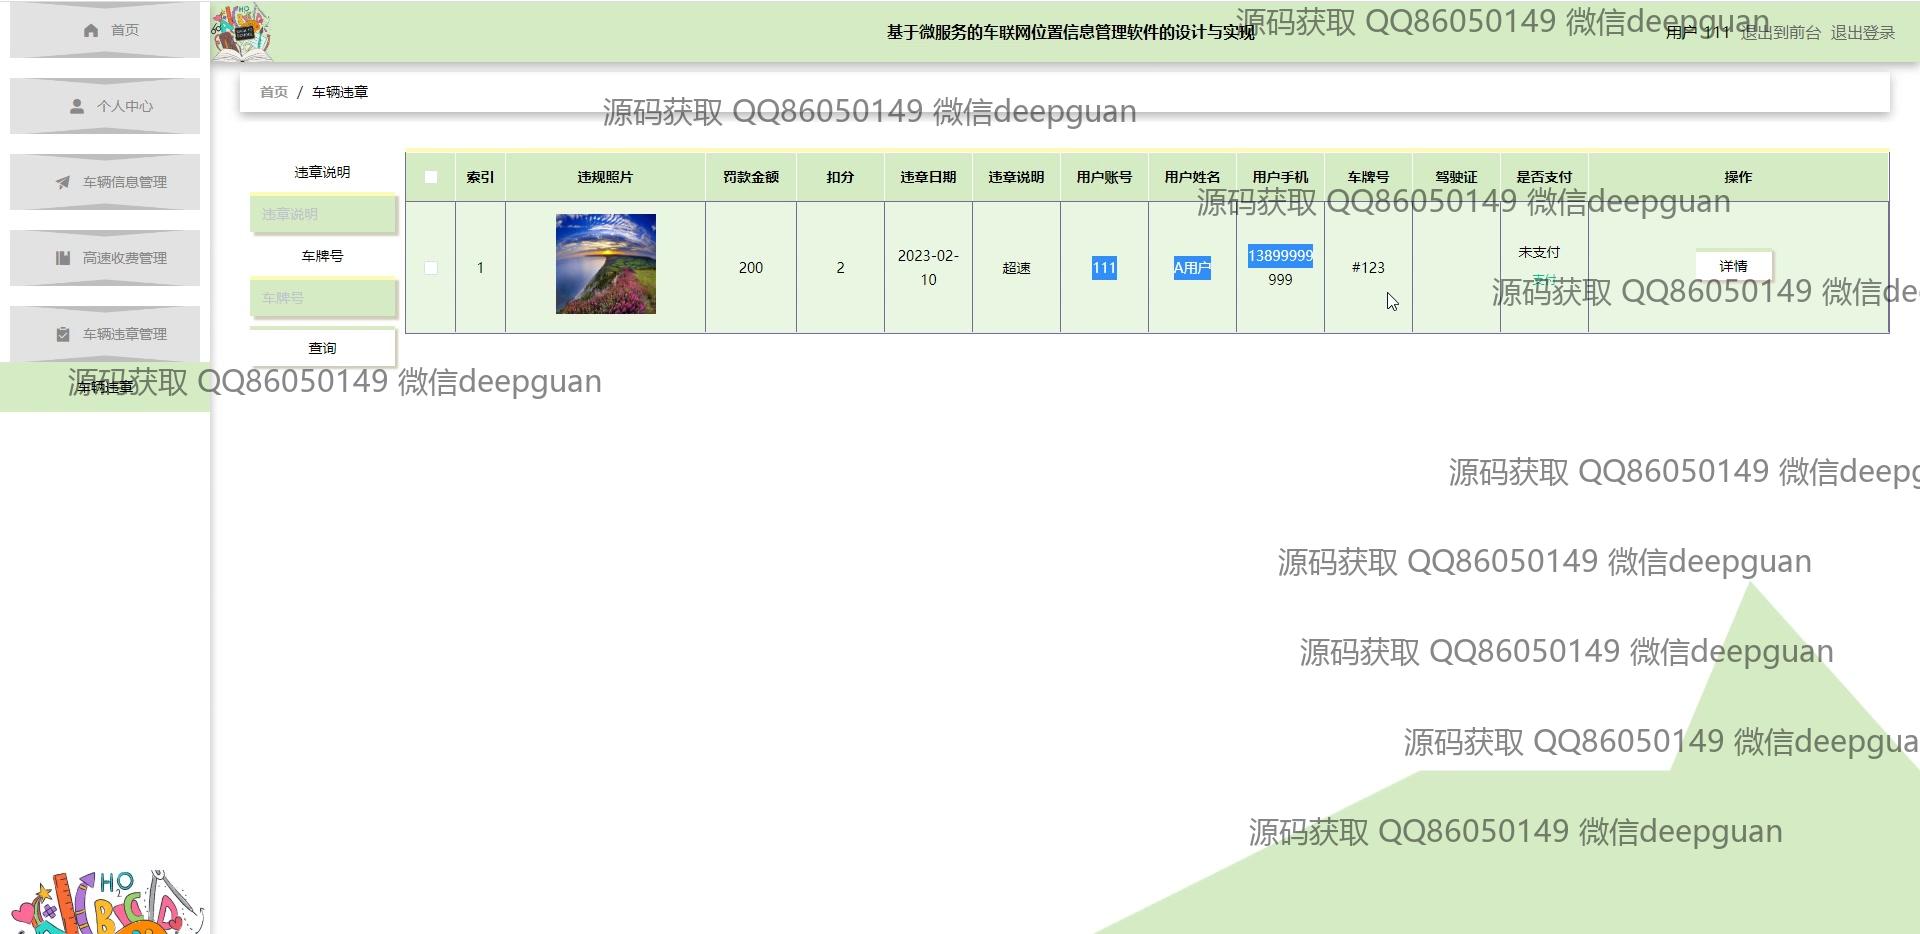 首页
个人中心
车辆信息管理
高速收费管理
车辆违章管理
车辆违章
基于微服务的车联网位置信息管理软件的设计与实现
用户 111 退出到前台 退出登录
源码获取 QQ86050149 微信deepguan
首页 / 车辆违章
源码获取 QQ86050149 微信deepguan
违章说明
违章说明
车牌号
车牌号
查询
索引 违规照片 罚款金额 扣分 违章日期 违章说明 用户账号 用户姓名 用户手机 车牌号 驾驶证 是否支付 操作
源码获取 QQ86050149 微信deepguan
1 200 2 2023-02-10 超速 111 A用户 13899999999 #123 未支付 支付 详情
源码获取 QQ86050149 微信de
源码获取 QQ86050149 微信deepguan
源码获取 QQ86050149 微信deep
源码获取 QQ86050149 微信deepguan
源码获取 QQ86050149 微信deepguan
源码获取 QQ86050149 微信deepgua
源码获取 QQ86050149 微信deepguan
HO
2